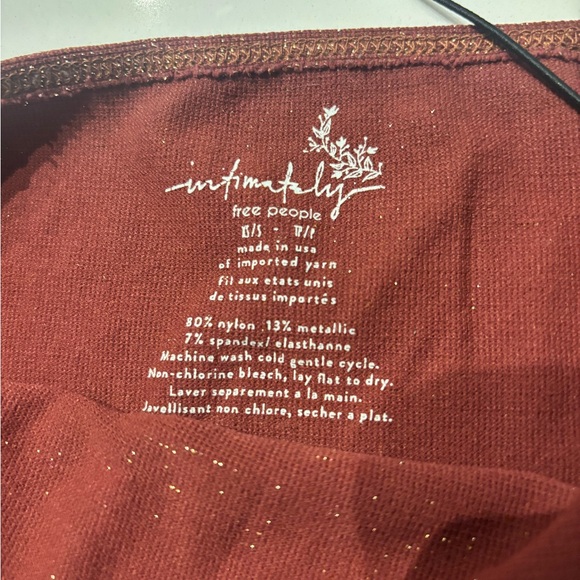 intimately
free people
XS/S - TP/P
made in usa
of imported yarn
fil aux etats unis
de tissus importés
80% nylon 13% metallic
7% spandex/ elasthanne
Machine wash cold gentle cycle.
Non-chlorine bleach, lay flat to dry.
Laver separement a la main.
Javellisant non chlore, secher a plat.